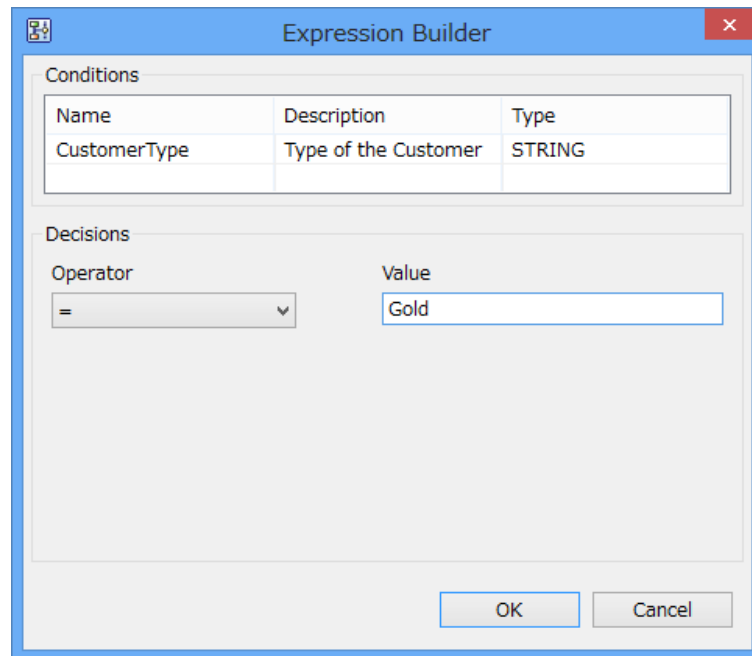 Expression Builder
Conditions
Name Description Type
CustomerType Type of the Customer STRING
Decisions
Operator Value
= Gold
OK Cancel